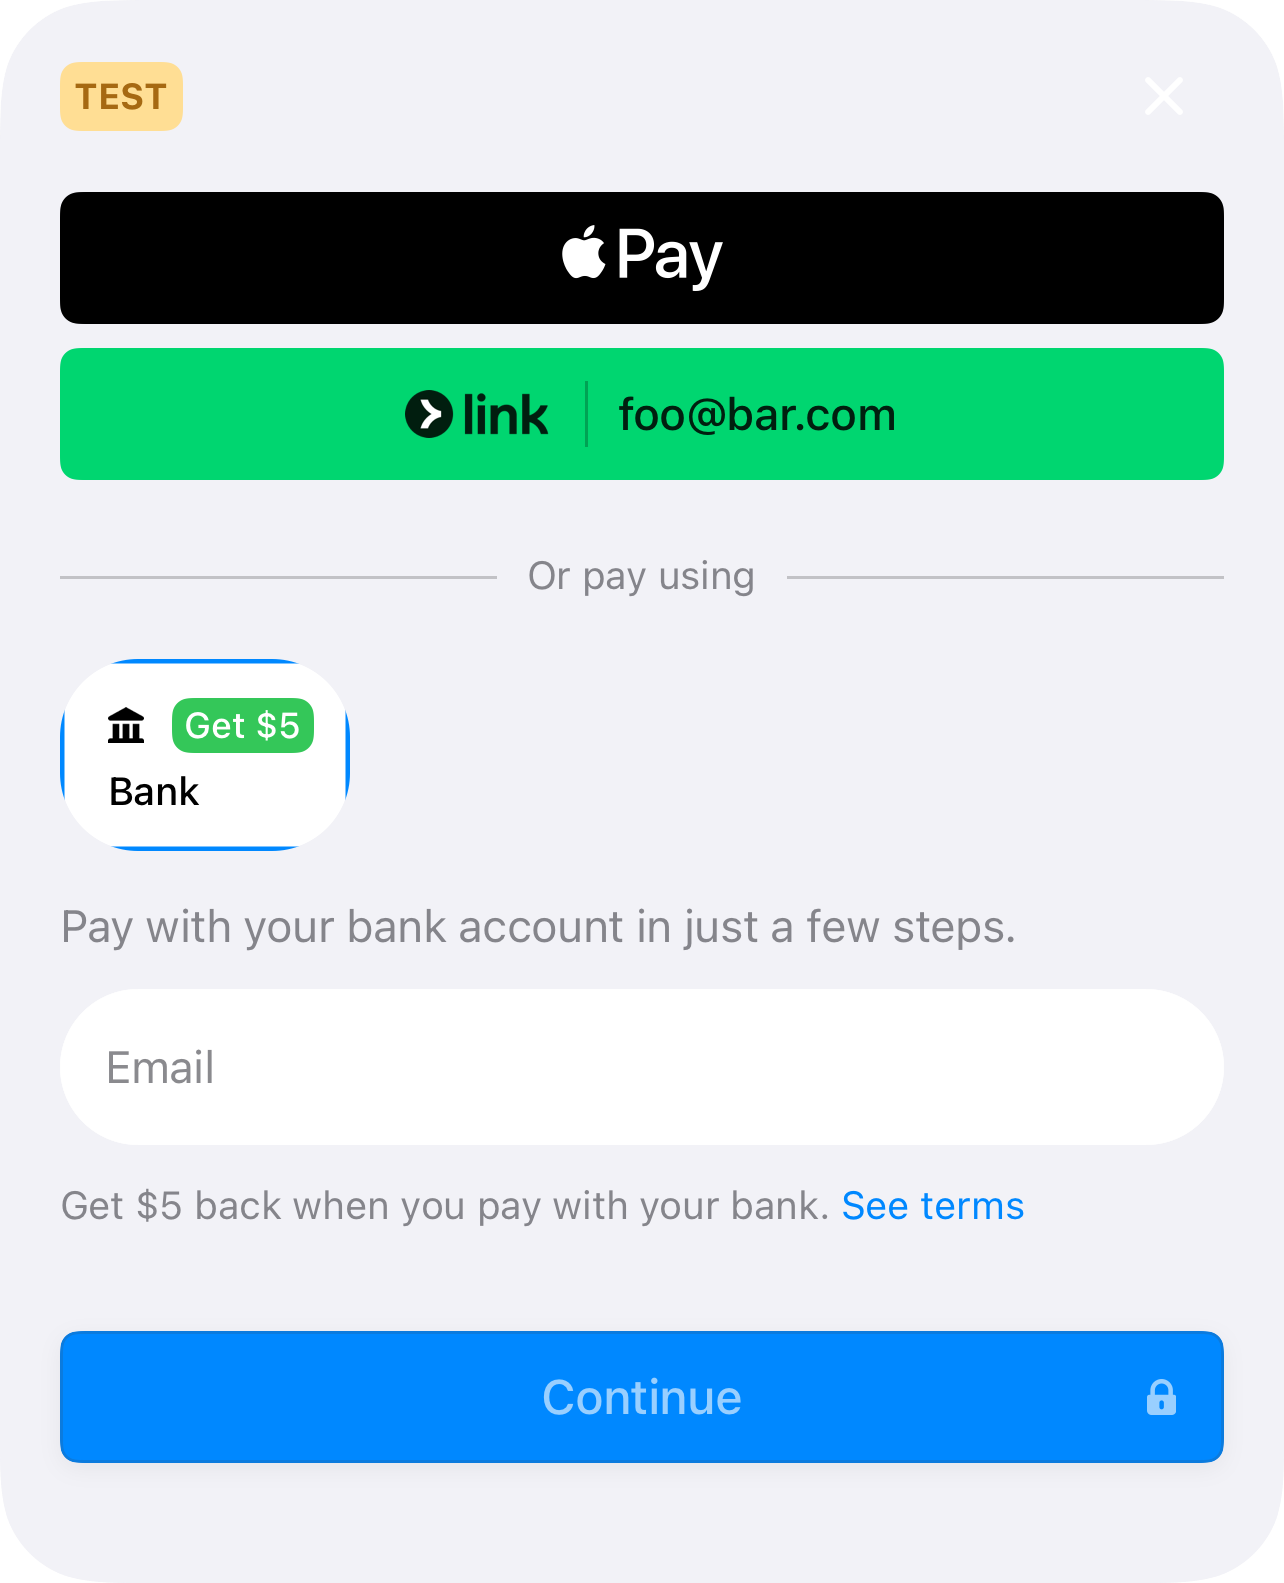 TEST
Pay
link foo@bar.com
Or pay using
Get $5
Bank
Pay with your bank account in just a few steps.
Email
Get $5 back when you pay with your bank. See terms
Continue